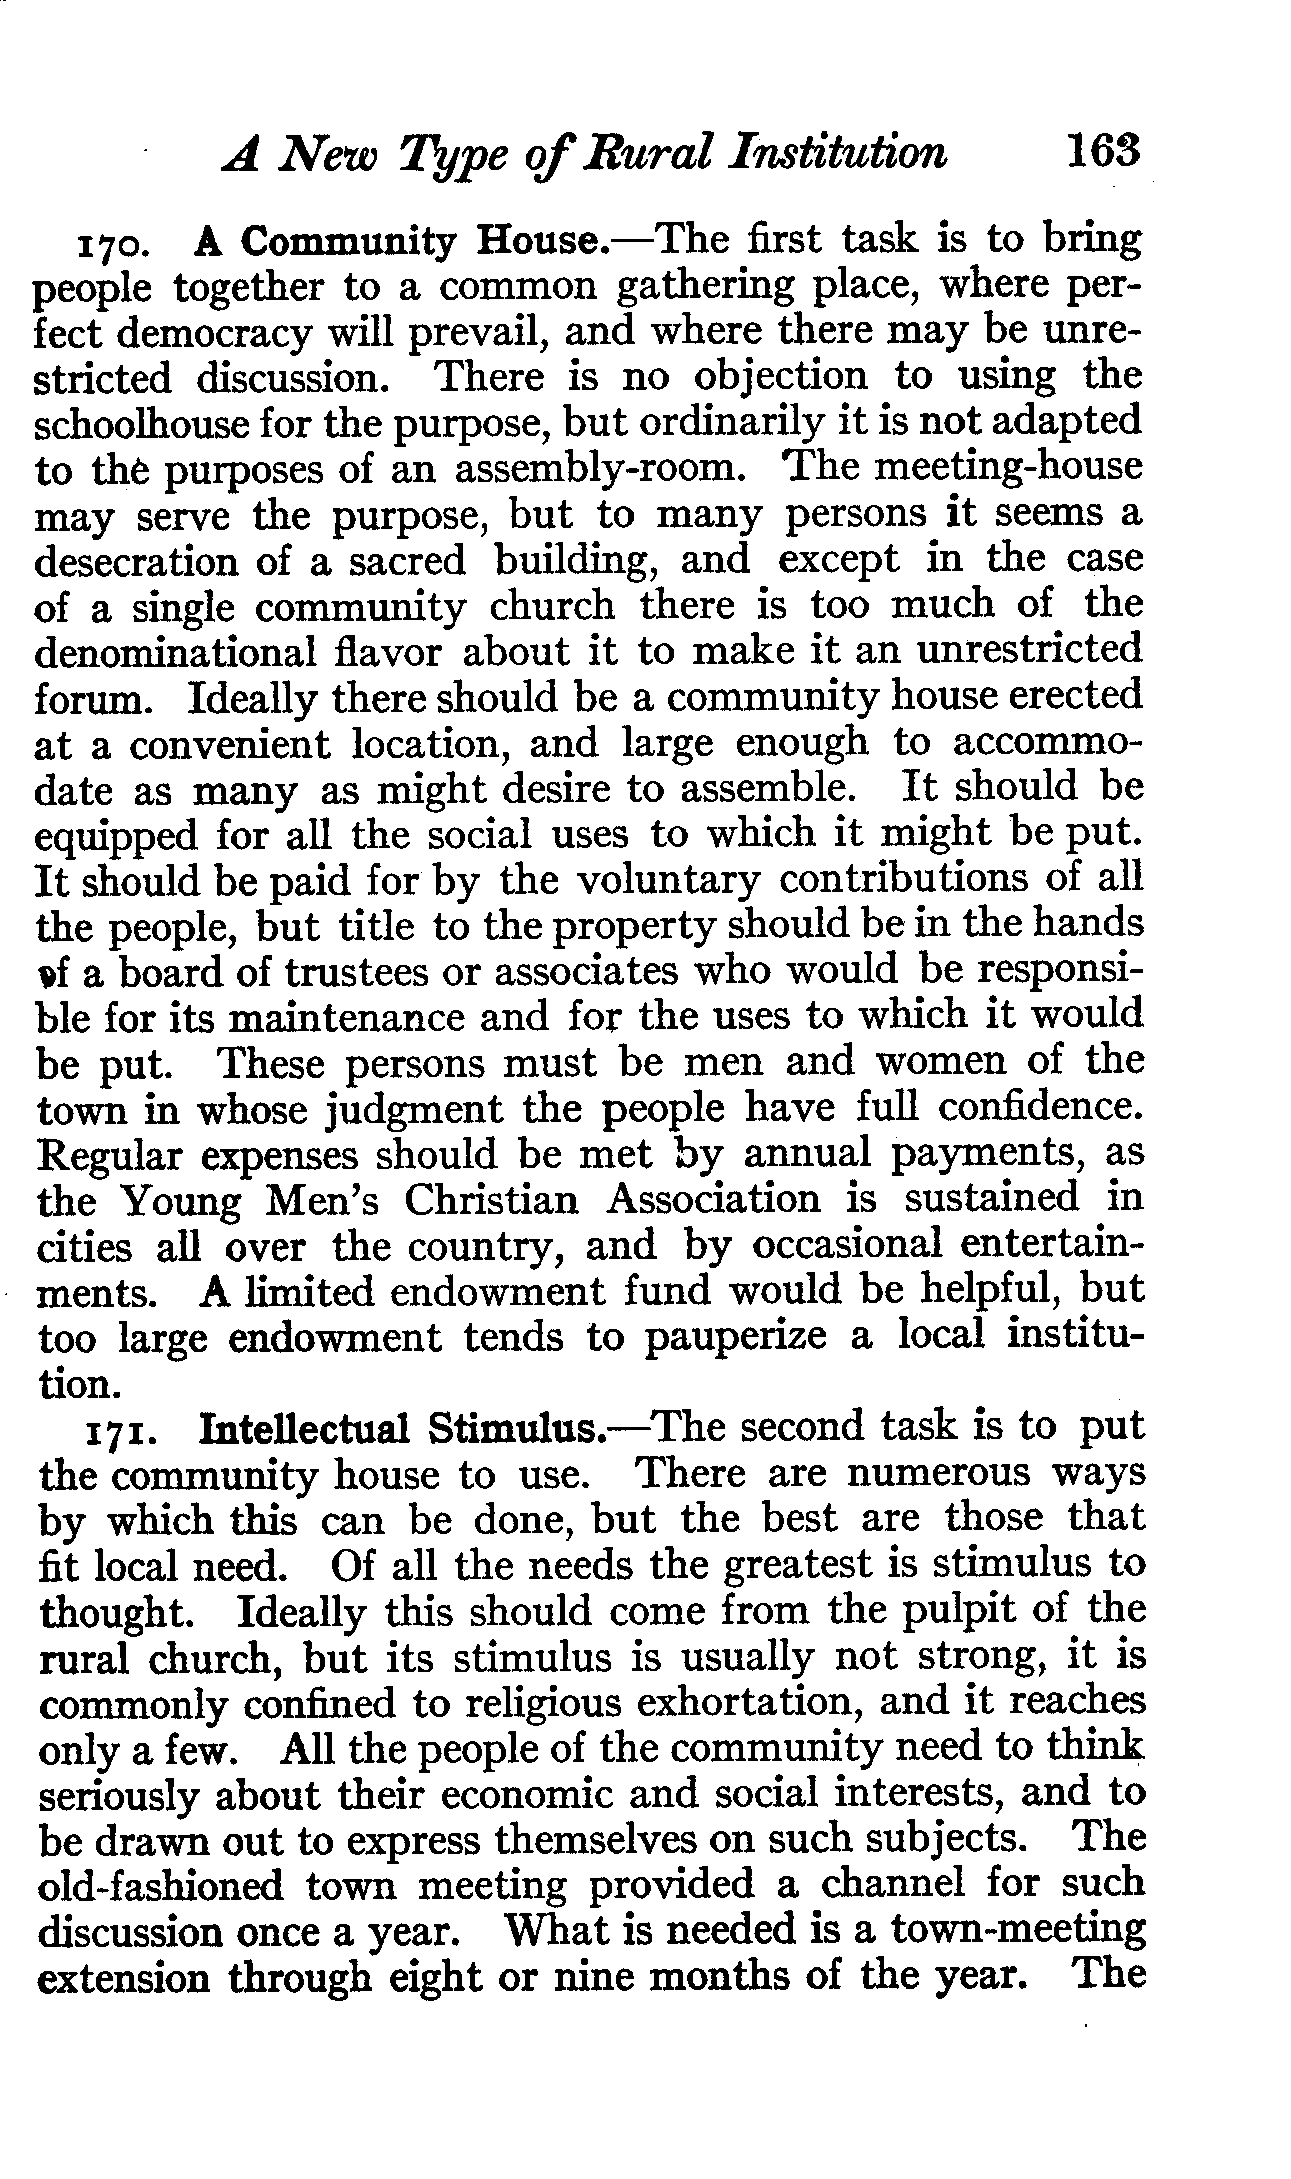 A New Type of Rural Institution 163
170. A Community House.—The first task is to bring
people together to a common gathering place, where per-
fect democracy will prevail, and where there may be unre-
stricted discussion. There is no objection to using the
schoolhouse for the purpose, but ordinarily it is not adapted
to the purposes of an assembly-room. The meeting-house
may serve the purpose, but to many persons it seems a
desecration of a sacred building, and except in the case
of a single community church there is too much of the
denominational flavor about it to make it an unrestricted
forum. Ideally there should be a community house erected
at a convenient location, and large enough to accommo-
date as many as might desire to assemble. It should be
equipped for all the social uses to which it might be put.
It should be paid for by the voluntary contributions of all
the people, but title to the property should be in the hands
of a board of trustees or associates who would be responsi-
ble for its maintenance and for the uses to which it would
be put. These persons must be men and women of the
town in whose judgment the people have full confidence.
Regular expenses should be met by annual payments, as
the Young Men's Christian Association is sustained in
cities all over the country, and by occasional entertain-
ments. A limited endowment fund would be helpful, but
too large endowment tends to pauperize a local institu-
tion.
171. Intellectual Stimulus.—The second task is to put
the community house to use. There are numerous ways
by which this can be done, but the best are those that
fit local need. Of all the needs the greatest is stimulus to
thought. Ideally this should come from the pulpit of the
rural church, but its stimulus is usually not strong, it is
commonly confined to religious exhortation, and it reaches
only a few. All the people of the community need to think
seriously about their economic and social interests, and to
be drawn out to express themselves on such subjects. The
old-fashioned town meeting provided a channel for such
discussion once a year. What is needed is a town-meeting
extension through eight or nine months of the year. The